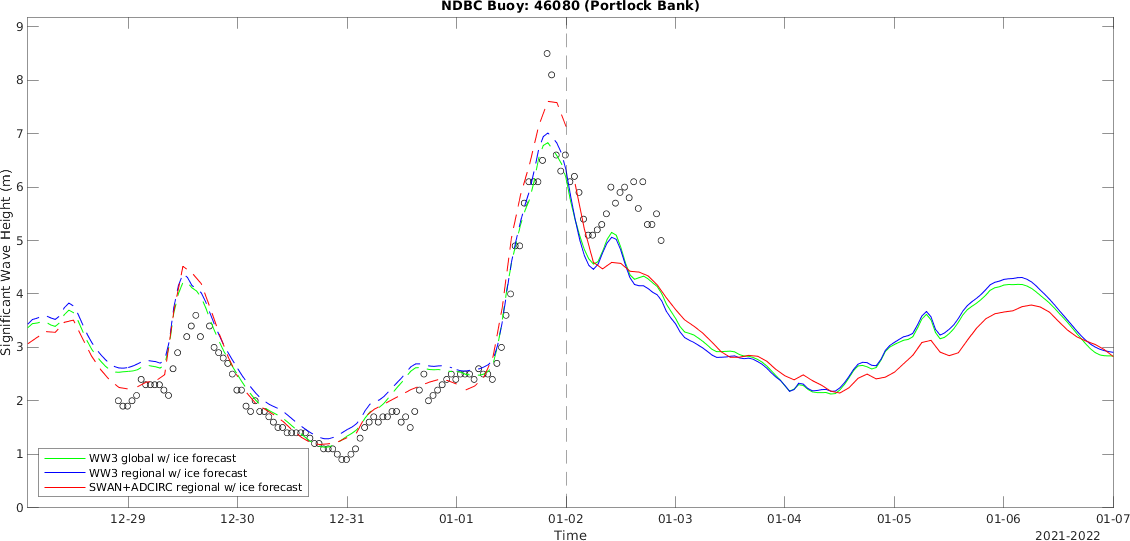 NDBC Buoy: 46080 (Portlock Bank)
9
8
7
6
5
4
3
2
1
0
Significant Wave Height (m)
WW3 global w/ ice forecast
WW3 regional w/ ice forecast
SWAN+ADCIRC regional w/ ice forecast
12-29 12-30 12-31 01-01 01-02 01-03 01-04 01-05 01-06 01-07
Time
2021-2022